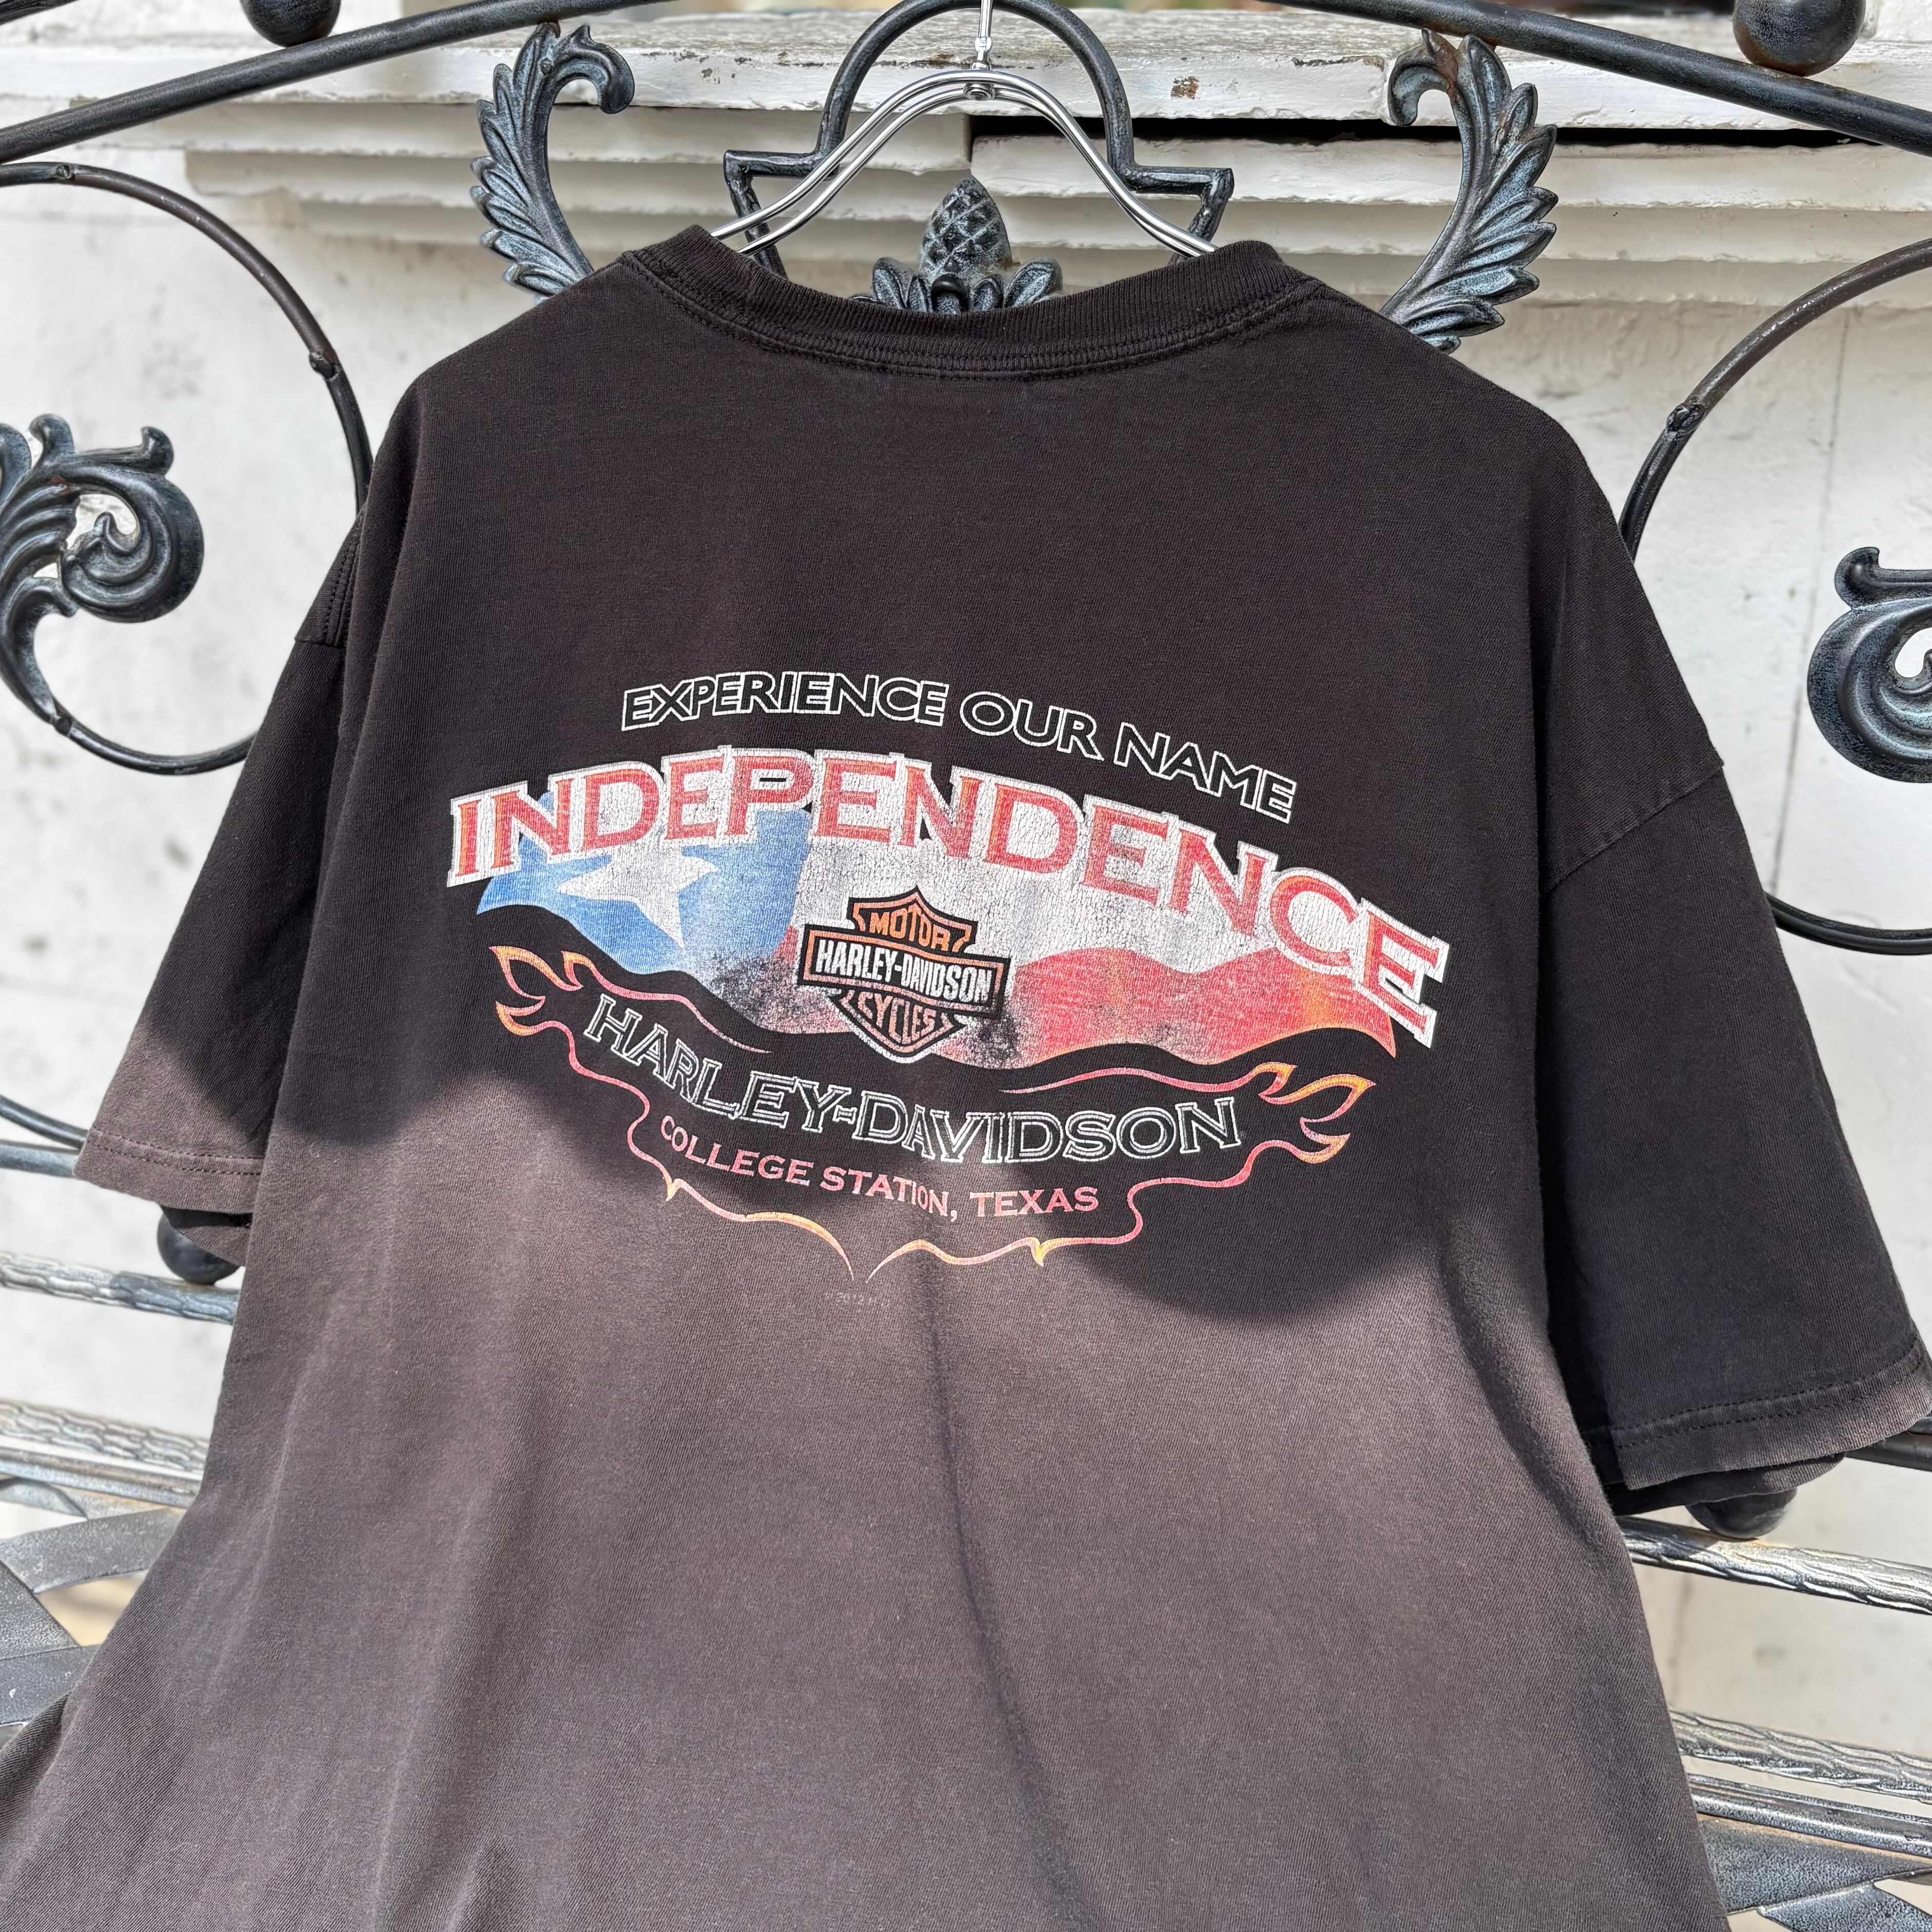 EXPERIENCE OUR NAME
INDEPENDENCE
MOTOR
HARLEY-DAVIDSON
CYCLES
HARLEY-DAVIDSON
COLLEGE STATION, TEXAS